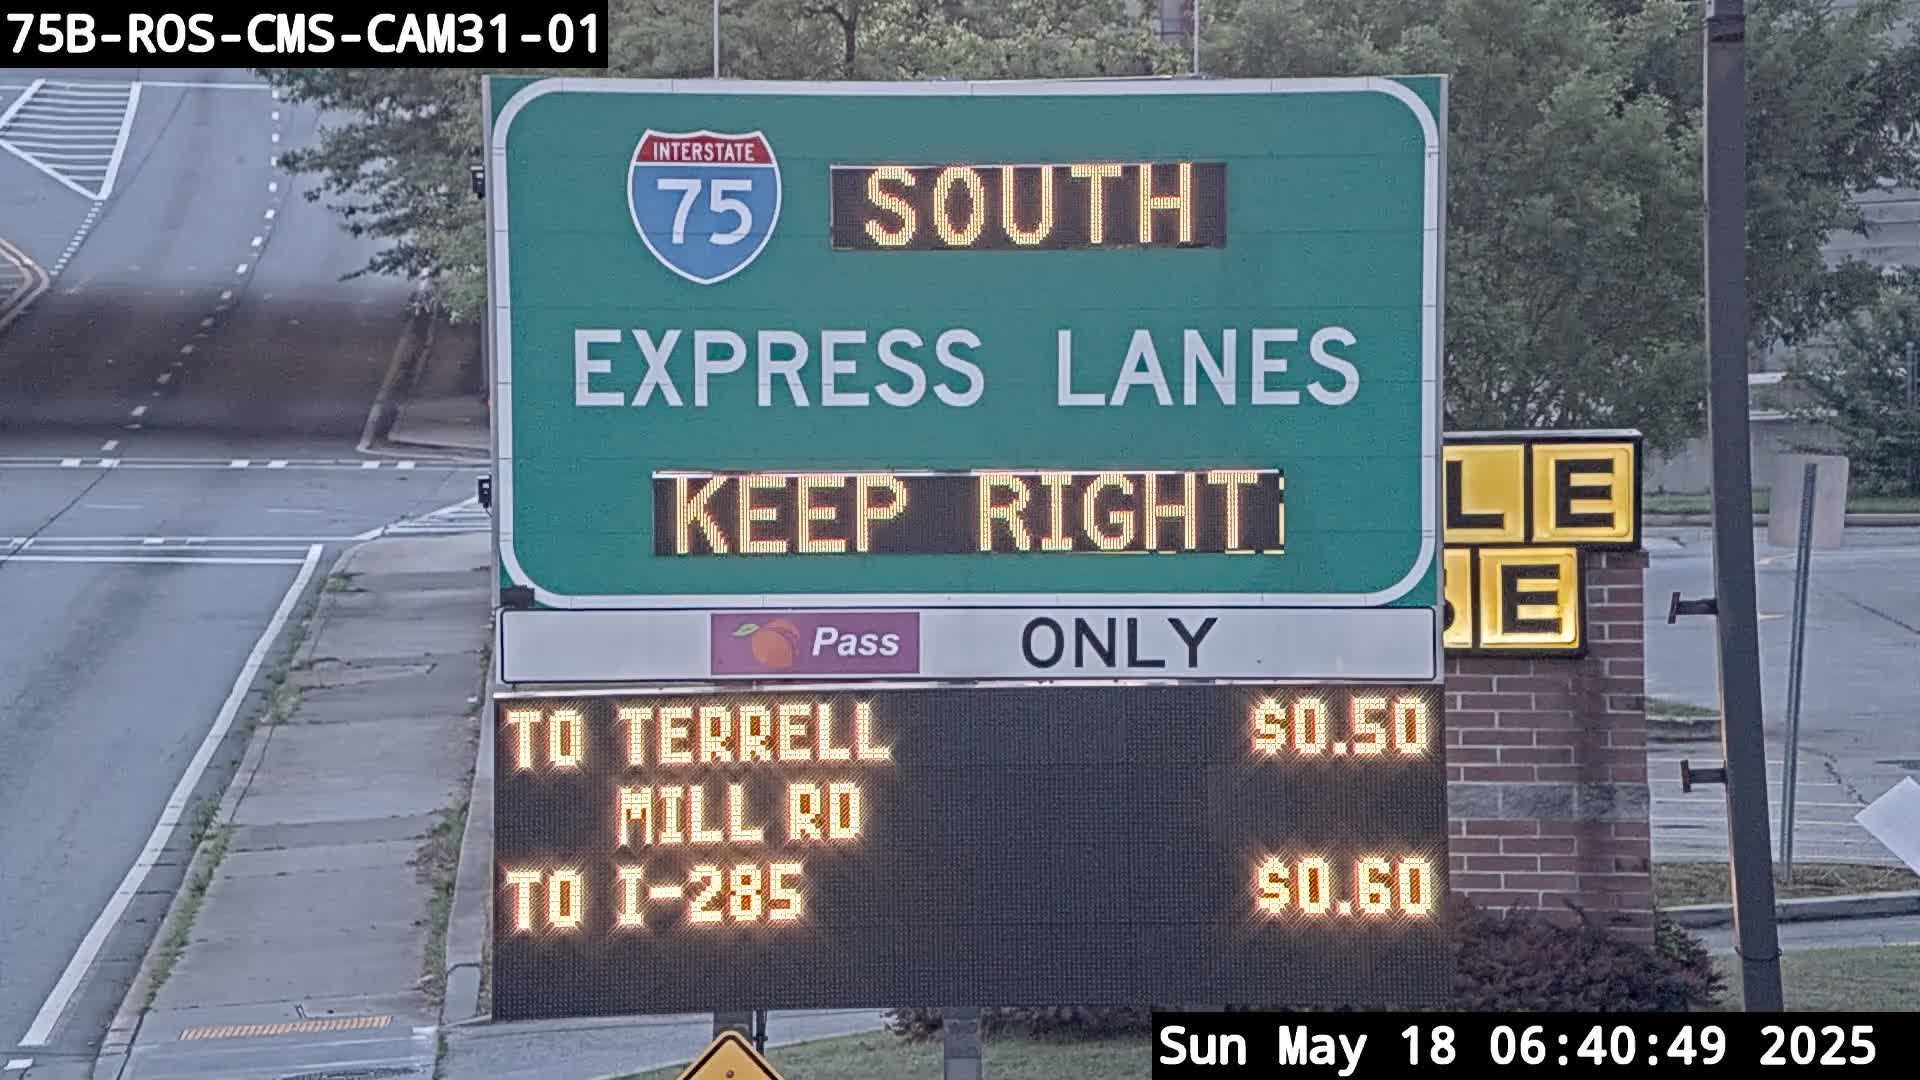 75B-ROS-CMS-CAM31-01
INTERSTATE
75
SOUTH
EXPRESS LANES
KEEP RIGHT
Pass ONLY
TO TERRELL $0.50
MILL RD
TO I-285 $0.60
LE
E
Sun May 18 06:40:49 2025